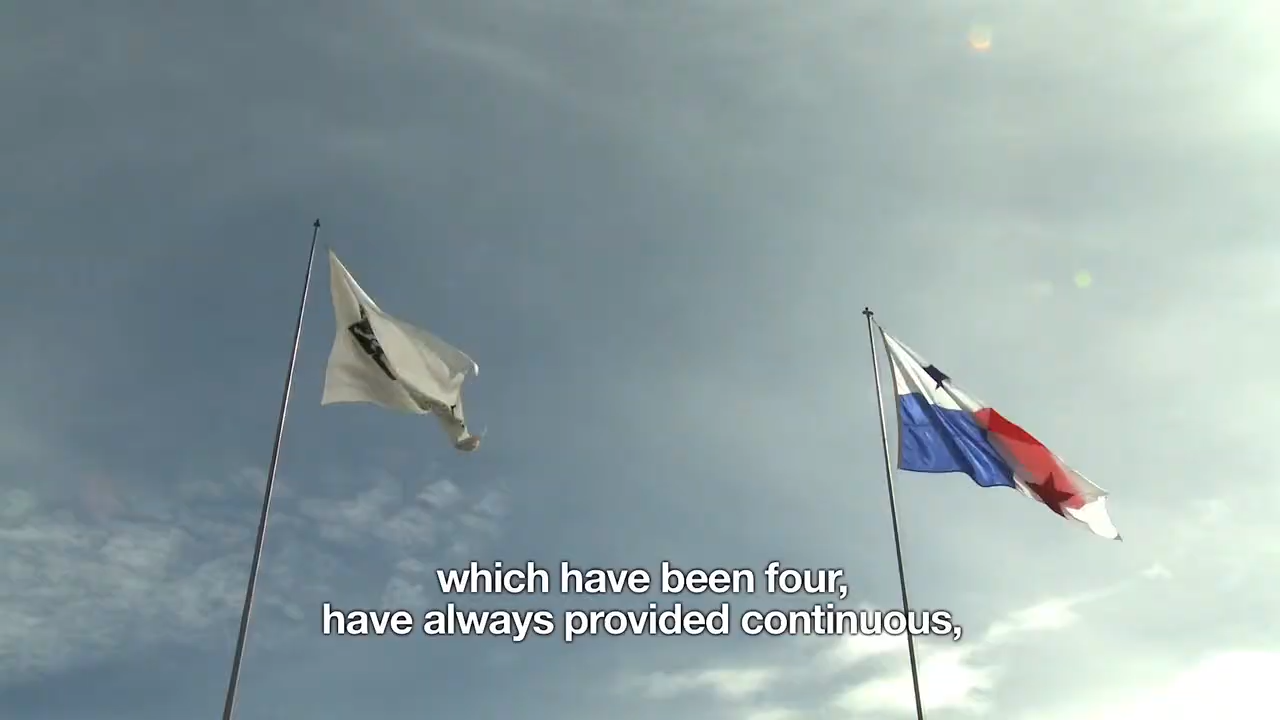 which have been four,
have always provided continuous,